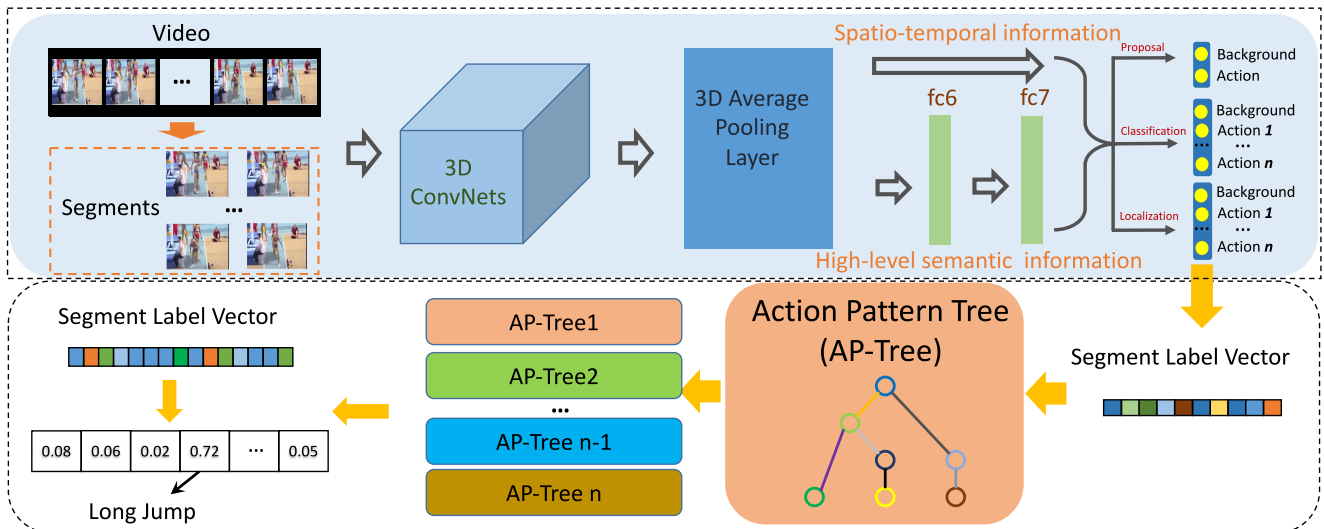 Video
...
Segments
...
3D
ConvNets
3D Average
Pooling
Layer
Spatio-temporal information
fc6
fc7
High-level semantic information
Proposal
Background
Action
Classification
Background
Action 1
... ...
Action n
Localization
Background
Action 1
... ...
Action n
Segment Label Vector
Action Pattern Tree
(AP-Tree)
AP-Tree1
AP-Tree2
...
AP-Tree n-1
AP-Tree n
Segment Label Vector
0.08 0.06 0.02 0.72 ... 0.05
Long Jump